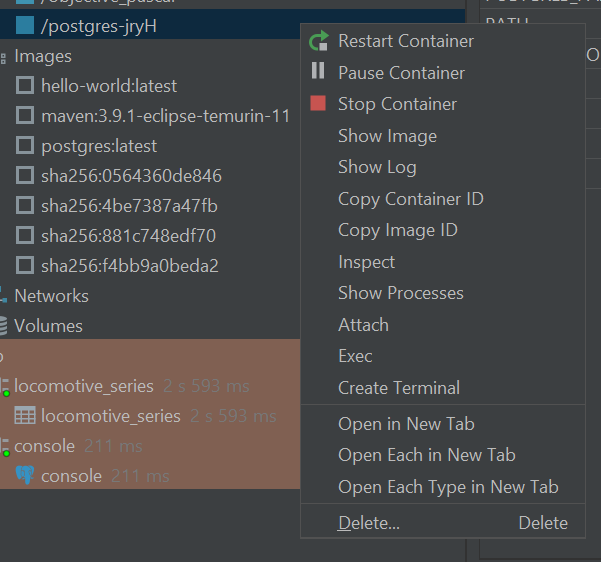 /objective_pascal
/postgres-jryH
Images
hello-world:latest
maven:3.9.1-eclipse-temurin-11
postgres:latest
sha256:0564360de846
sha256:4be7387a47fb
sha256:881c748edf70
sha256:f4bb9a0beda2
Networks
Volumes
locomotive_series 2 s 593 ms
locomotive_series 2 s 593 ms
console 211 ms
console 211 ms
Restart Container
Pause Container
Stop Container
Show Image
Show Log
Copy Container ID
Copy Image ID
Inspect
Show Processes
Attach
Exec
Create Terminal
Open in New Tab
Open Each in New Tab
Open Each Type in New Tab
Delete... Delete
PATH